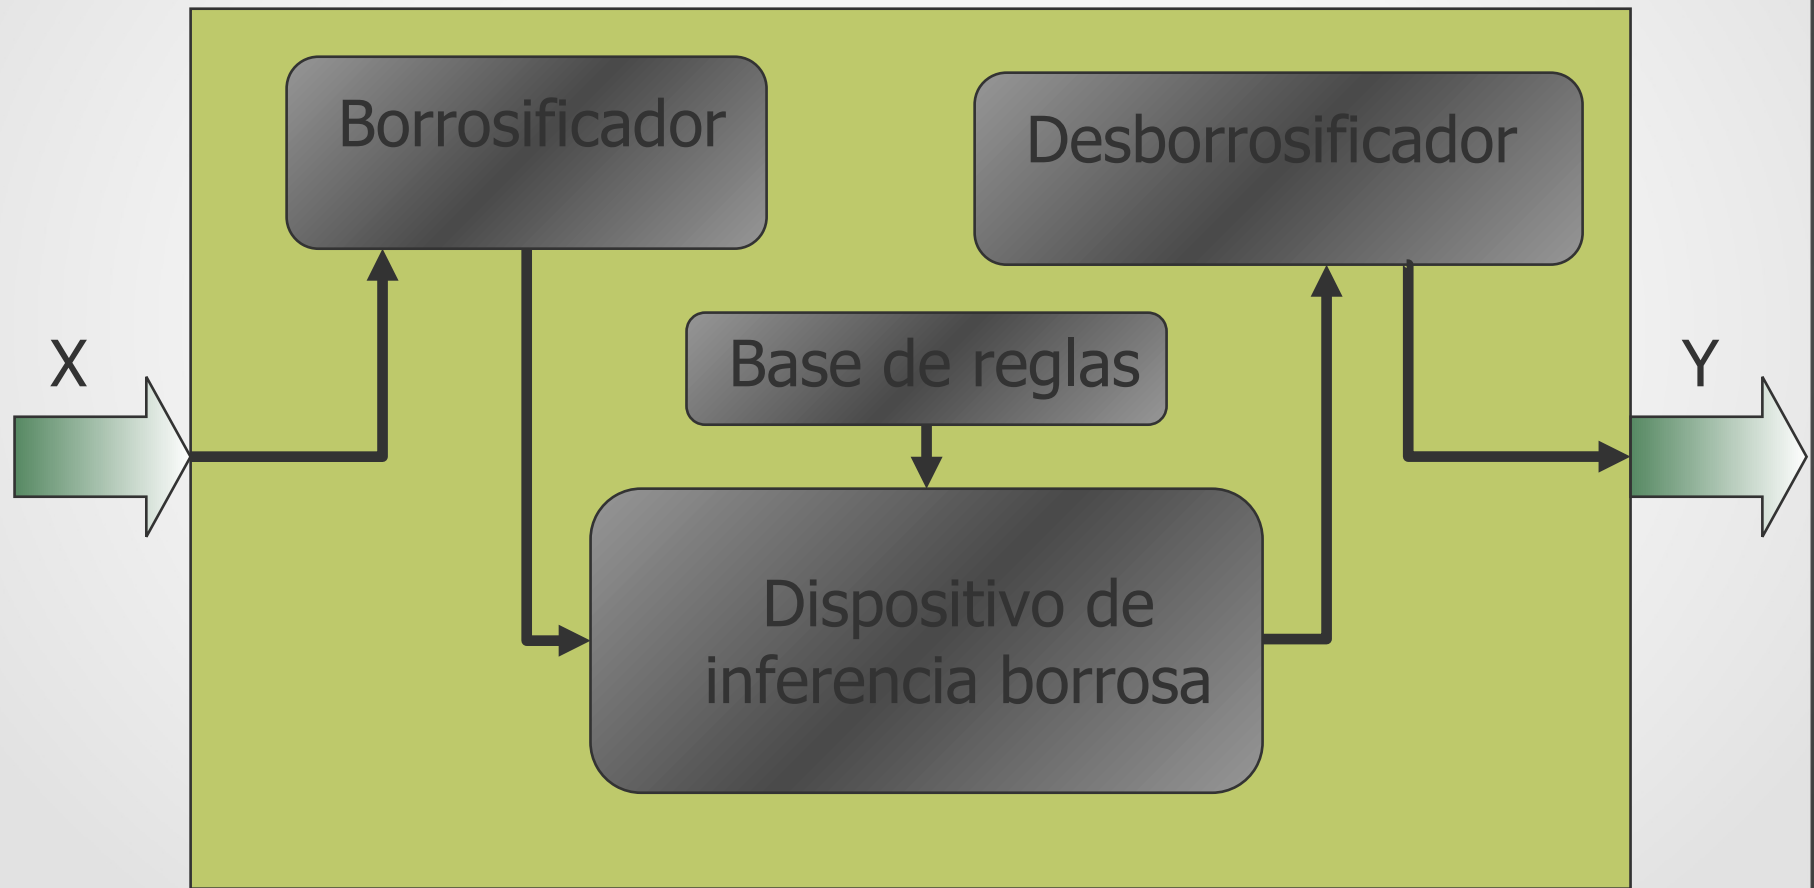 Borrosificador
Desborrosificador
X
Base de reglas
Y
Dispositivo de
inferencia borrosa